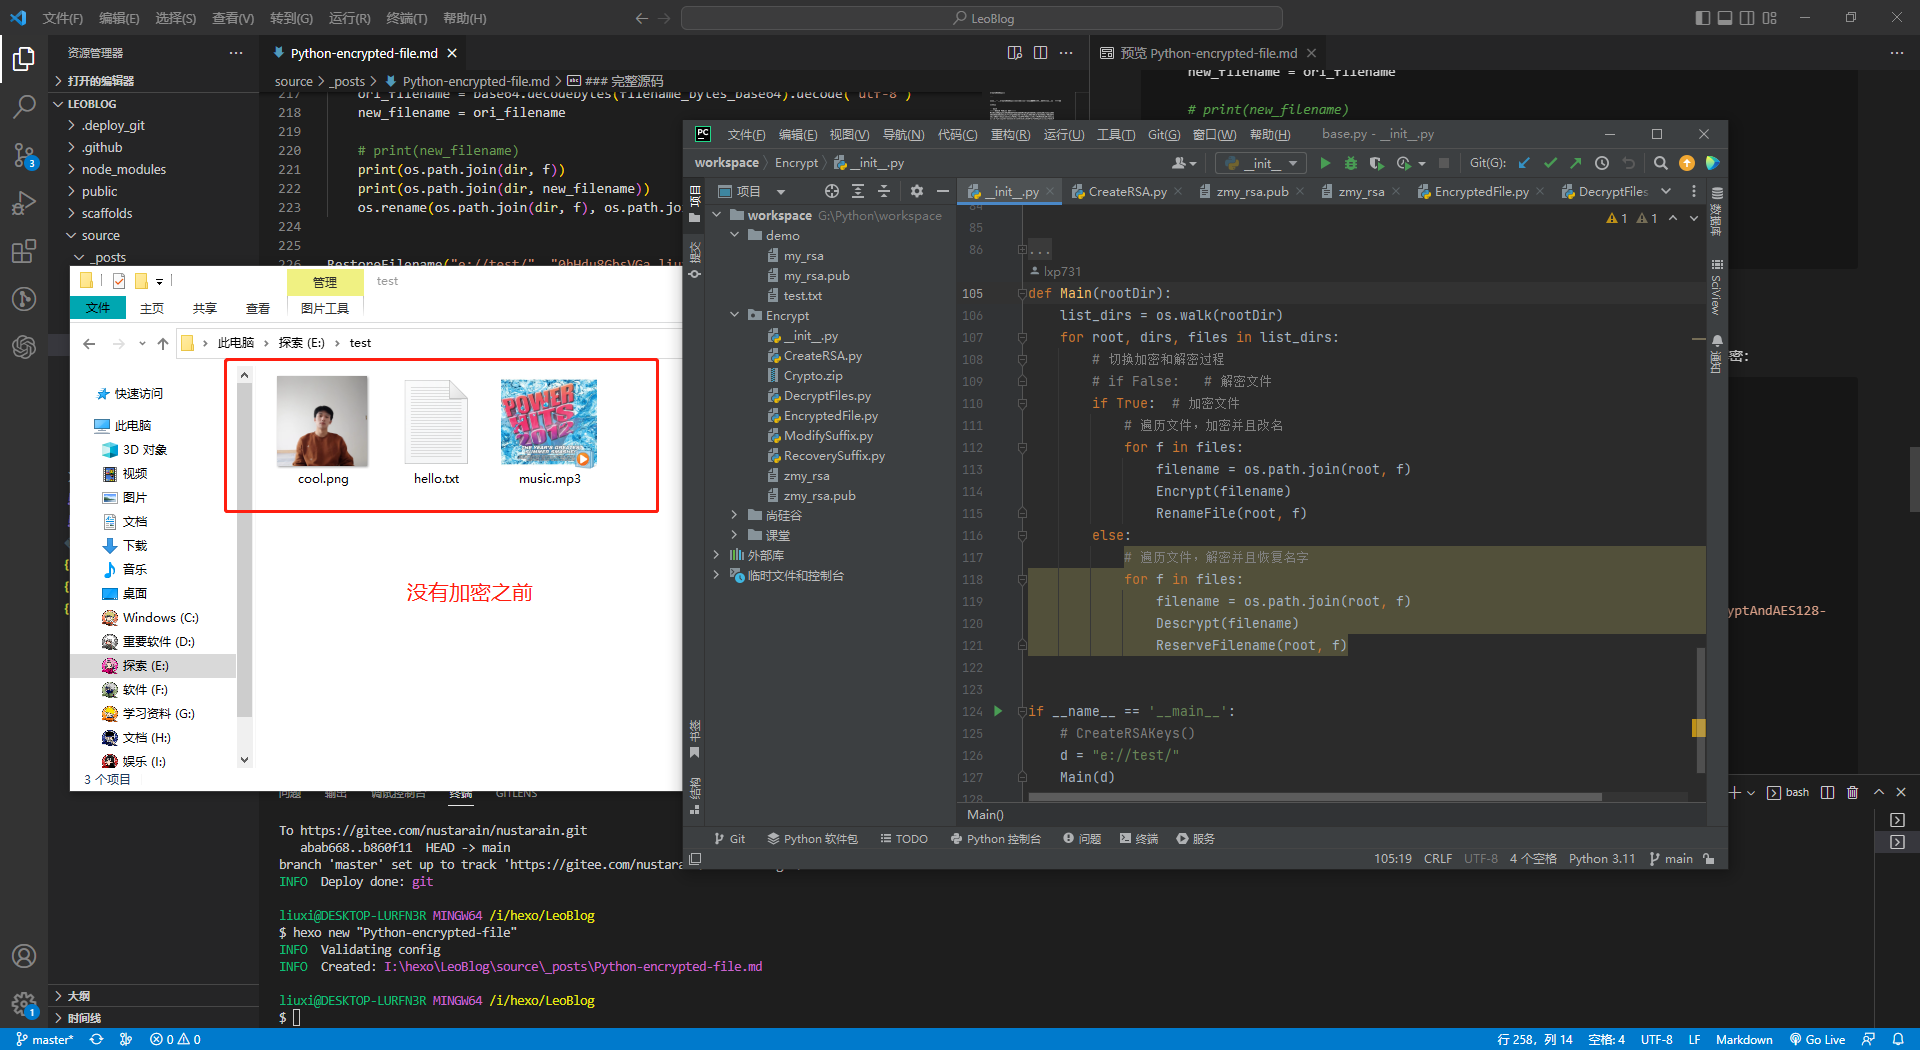 文件(F) 编辑(E) 选择(S) 查看(V) 转到(G) 运行(R) 终端(T) 帮助(H)
LeoBlog
资源管理器
打开的编辑器
LEOBLOG
.deploy_git
.github
node_modules
public
scaffolds
source
_posts
大纲
时间线
Python-encrypted-file.md
source > _posts > Python-encrypted-file.md > ### 完整源码
217 ori_filename = base64.decodebytes(filename_bytes_base64).decode('utf-8')
218 new_filename = ori_filename
219
220 # print(new_filename)
221 print(os.path.join(dir, f))
222 print(os.path.join(dir, new_filename))
223 os.rename(os.path.join(dir, f), os.path.joi
224
225
预览 Python-encrypted-file.md
new_filename = ori_filename
# print(new_filename)
密:
yptAndAES128-
管理
test
文件 主页 共享 查看 图片工具
此电脑 > 探索 (E:) > test
快速访问
此电脑
3D 对象
视频
图片
文档
下载
音乐
桌面
Windows (C:)
重要软件 (D:)
探索 (E:)
软件 (F:)
学习资料 (G:)
文档 (H:)
娱乐 (I:)
3 个项目
POWER HITS 2012
cool.png
hello.txt
music.mp3
没有加密之前
PC
文件(F) 编辑(E) 视图(V) 导航(N) 代码(C) 重构(R) 运行(U) 工具(T) Git(G) 窗口(W) 帮助(H) base.py - __init__.py
workspace Encrypt __init__.py
__init__
Git(G):
项目
__init__.py CreateRSA.py zmy_rsa.pub zmy_rsa EncryptedFile.py DecryptFiles
项目
提交
书签
结构
workspace G:\Python\workspace
demo
my_rsa
my_rsa.pub
test.txt
Encrypt
__init__.py
CreateRSA.py
Crypto.zip
DecryptFiles.py
EncryptedFile.py
ModifySuffix.py
RecoverySuffix.py
zmy_rsa
zmy_rsa.pub
尚硅谷
课堂
外部库
临时文件和控制台
1 1
84
85
86 ...
lxp731
105 def Main(rootDir):
106 list_dirs = os.walk(rootDir)
107 for root, dirs, files in list_dirs:
108 # 切换加密和解密过程
109 # if False: # 解密文件
110 if True: # 加密文件
111 # 遍历文件，加密并且改名
112 for f in files:
113 filename = os.path.join(root, f)
114 Encrypt(filename)
115 RenameFile(root, f)
116 else:
117 # 遍历文件，解密并且恢复名字
118 for f in files:
119 filename = os.path.join(root, f)
120 Descrypt(filename)
121 ReserveFilename(root, f)
122
123
124 if __name__ == '__main__':
125 # CreateRSAKeys()
126 d = "e://test/"
127 Main(d)
128
Main()
数据库
SciView
通知
Git Python 软件包 TODO Python 控制台 问题 终端 服务
105:19 CRLF UTF-8 4 个空格 Python 3.11 main
问题 输出 调试控制台 终端 GITLENS
bash
To https://gitee.com/nustarain/nustarain.git
abab668..b860f11 HEAD -> main
branch 'master' set up to track 'https://gitee.com/nustara
INFO Deploy done: git
liuxi@DESKTOP-LURFN3R MINGW64 /i/hexo/LeoBlog
$ hexo new "Python-encrypted-file"
INFO Validating config
INFO Created: I:\hexo\LeoBlog\source\_posts\Python-encrypted-file.md
liuxi@DESKTOP-LURFN3R MINGW64 /i/hexo/LeoBlog
$
3
1
master* 0 0
行 258，列 14 空格: 4 UTF-8 LF Markdown Go Live